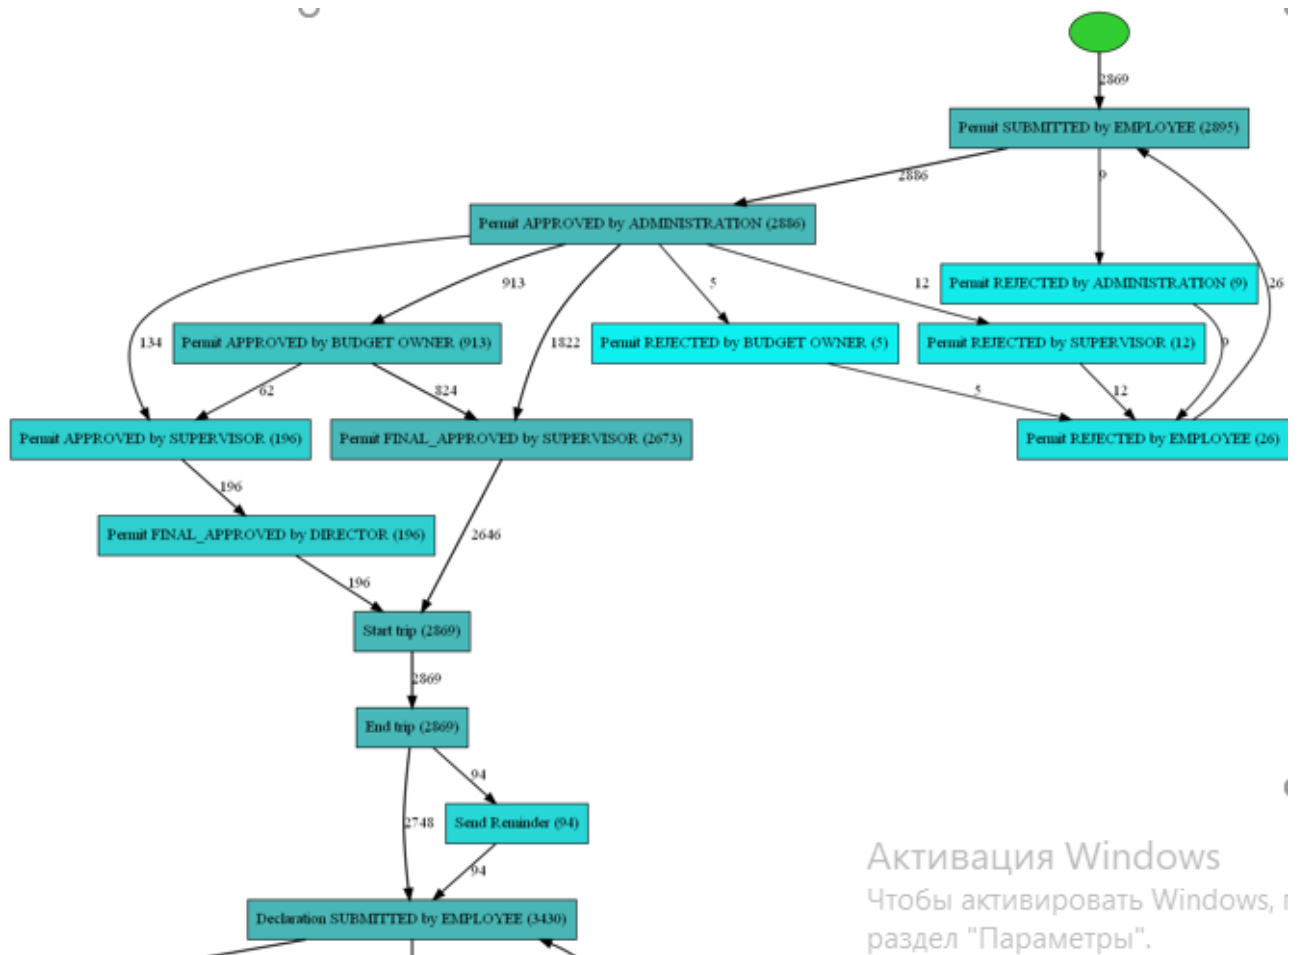 2869
Permit SUBMITTED by EMPLOYEE (2895)
2886
9
Permit APPROVED by ADMINISTRATION (2886)
913
5
12
Permit REJECTED by ADMINISTRATION (9)
26
134
Permit APPROVED by BUDGET OWNER (913)
1822
Permit REJECTED by BUDGET OWNER (5)
Permit REJECTED by SUPERVISOR (12)
9
62
824
5
12
Permit APPROVED by SUPERVISOR (196)
Permit FINAL_APPROVED by SUPERVISOR (2673)
Permit REJECTED by EMPLOYEE (26)
196
Permit FINAL_APPROVED by DIRECTOR (196)
2646
196
Start trip (2869)
2869
End trip (2869)
94
2748
Send Reminder (94)
94
Declaration SUBMITTED by EMPLOYEE (3430)
Активация Windows
Чтобы активировать Windows,
раздел "Параметры".